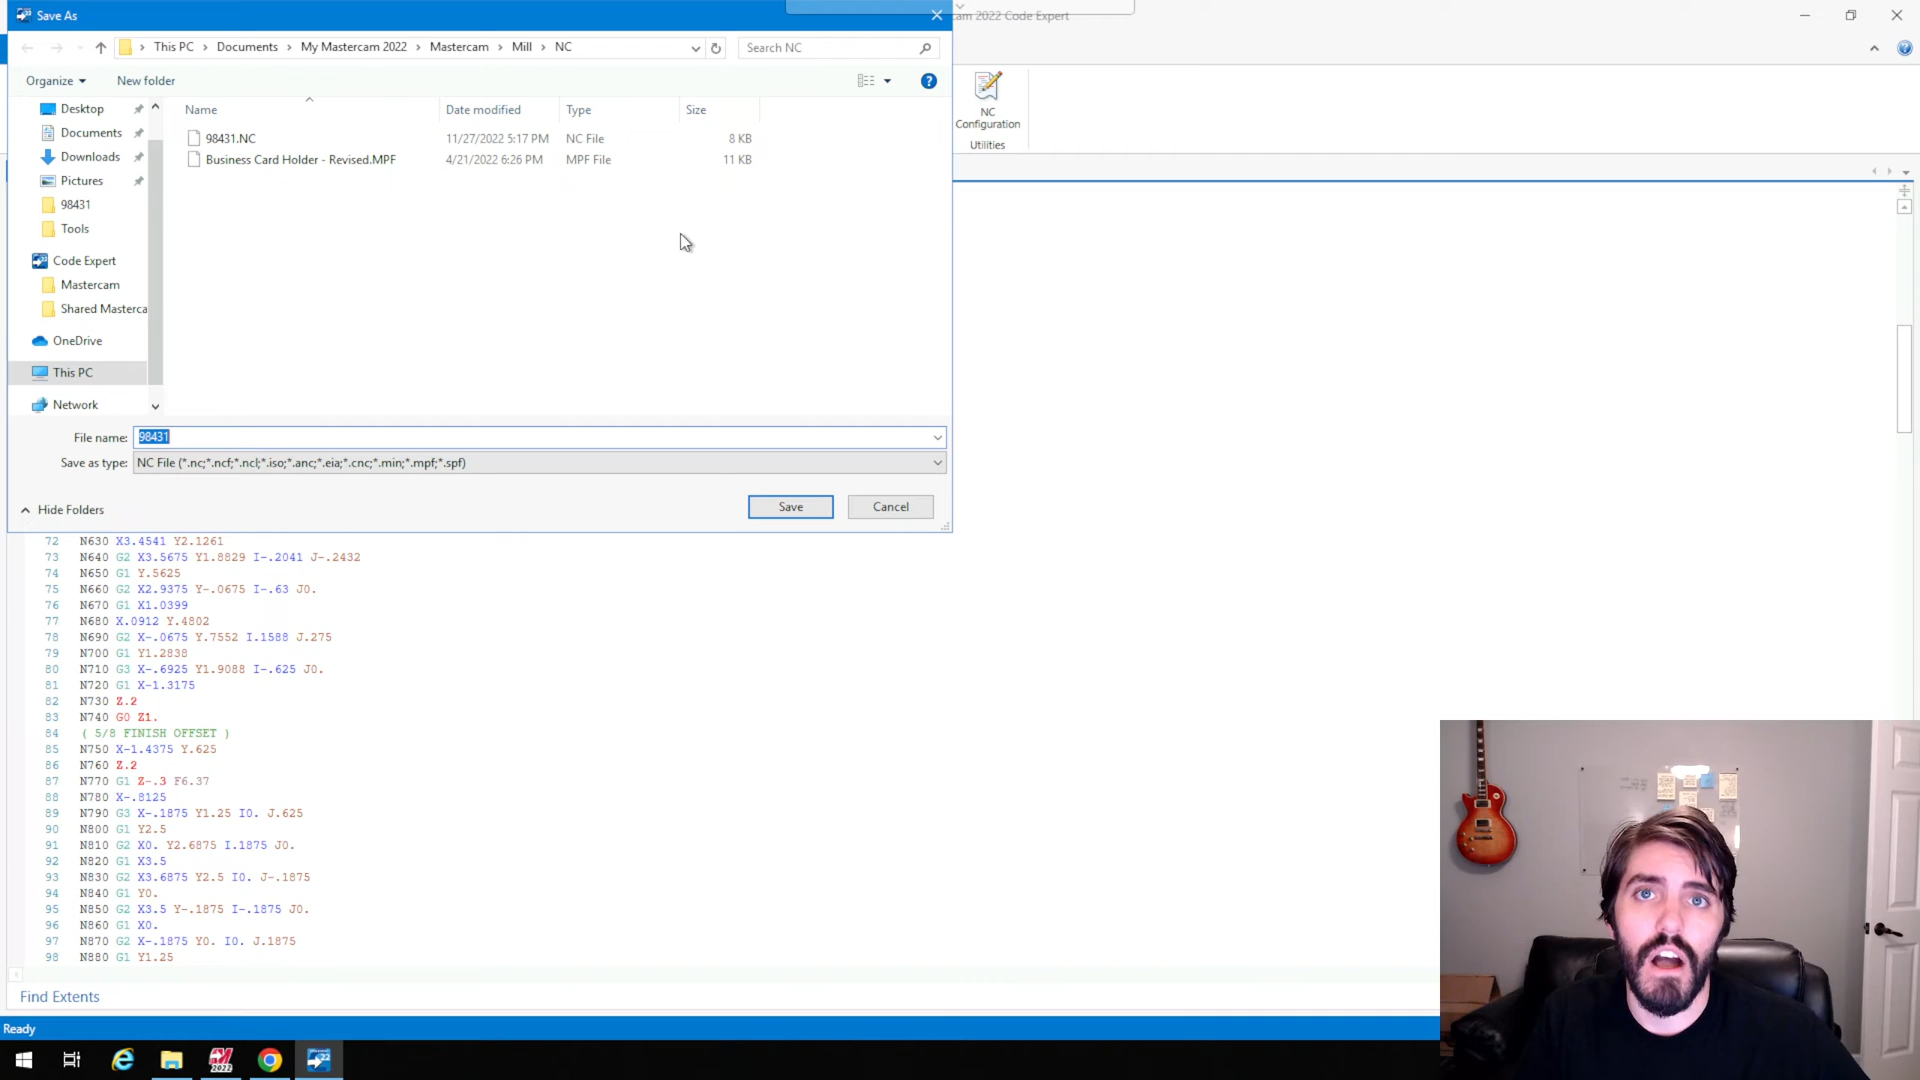 Save As
cam 2022 Code Expert
This PC > Documents > My Mastercam 2022 > Mastercam > Mill > NC
Search NC
Organize
New folder
NC
Configuration
Utilities
Name
Date modified
Type
Size
98431.NC
11/27/2022 5:17 PM
NC File
8 KB
Business Card Holder - Revised.MPF
4/21/2022 6:26 PM
MPF File
11 KB
Desktop
Documents
Downloads
Pictures
98431
Tools
Code Expert
Mastercam
Shared Masterca
OneDrive
This PC
Network
File name: 98431
Save as type: NC File (*.nc;*.ncf;*.ncl;*.iso;*.anc;*.eia;*.cnc;*.min;*.mpf;*.spf)
Hide Folders
Save
Cancel
72 N630 X3.4541 Y2.1261
73 N640 G2 X3.5675 Y1.8829 I-.2041 J-.2432
74 N650 G1 Y.5625
75 N660 G2 X2.9375 Y-.0675 I-.63 J0.
76 N670 G1 X1.0399
77 N680 X.0912 Y.4802
78 N690 G2 X-.0675 Y.7552 I.1588 J.275
79 N700 G1 Y1.2838
80 N710 G3 X-.6925 Y1.9088 I-.625 J0.
81 N720 G1 X-1.3175
82 N730 Z.2
83 N740 G0 Z1.
84 ( 5/8 FINISH OFFSET )
85 N750 X-1.4375 Y.625
86 N760 Z.2
87 N770 G1 Z-.3 F6.37
88 N780 X-.8125
89 N790 G3 X-.1875 Y1.25 I0. J.625
90 N800 G1 Y2.5
91 N810 G2 X0. Y2.6875 I.1875 J0.
92 N820 G1 X3.5
93 N830 G2 X3.6875 Y2.5 I0. J-.1875
94 N840 G1 Y0.
95 N850 G2 X3.5 Y-.1875 I-.1875 J0.
96 N860 G1 X0.
97 N870 G2 X-.1875 Y0. I0. J.1875
98 N880 G1 Y1.25
Find Extents
Ready
2022
22